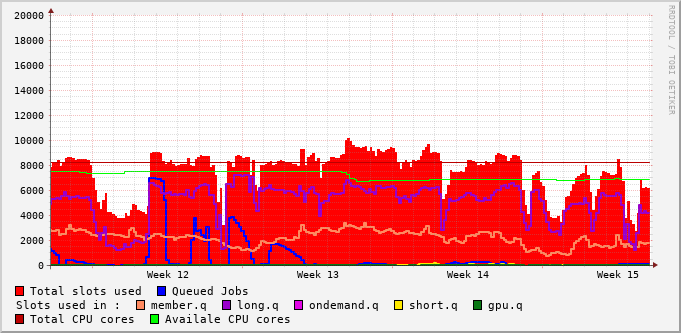 20000
18000
16000
14000
12000
10000
8000
6000
4000
2000
0
Week 12 Week 13 Week 14 Week 15
Total slots used Queued Jobs
Slots used in : member.q long.q ondemand.q short.q gpu.q
Total CPU cores Availale CPU cores
RRDTOOL / TOBI OETIKER